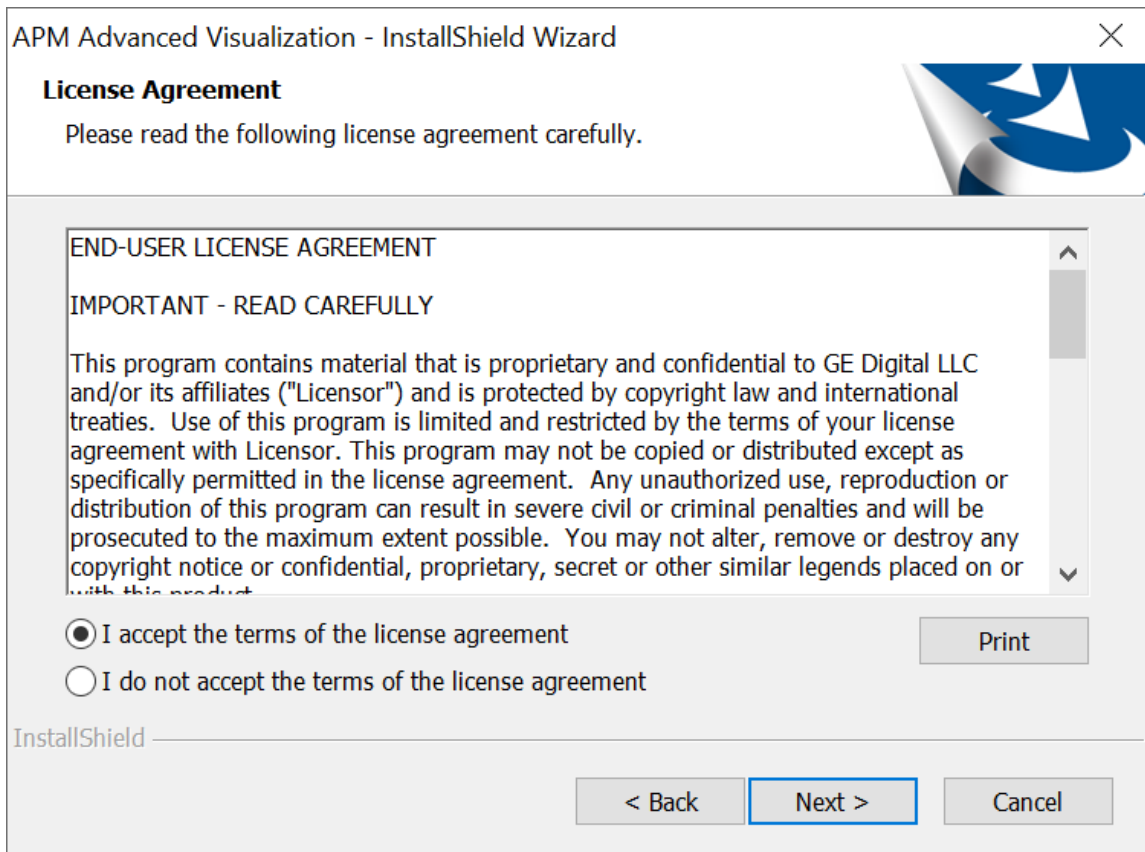 APM Advanced Visualization - InstallShield Wizard
License Agreement
Please read the following license agreement carefully.
END-USER LICENSE AGREEMENT
IMPORTANT - READ CAREFULLY
This program contains material that is proprietary and confidential to GE Digital LLC
and/or its affiliates ("Licensor") and is protected by copyright law and international
treaties.  Use of this program is limited and restricted by the terms of your license
agreement with Licensor. This program may not be copied or distributed except as
specifically permitted in the license agreement.  Any unauthorized use, reproduction or
distribution of this program can result in severe civil or criminal penalties and will be
prosecuted to the maximum extent possible.  You may not alter, remove or destroy any
copyright notice or confidential, proprietary, secret or other similar legends placed on or
with this product.
I accept the terms of the license agreement
Print
I do not accept the terms of the license agreement
InstallShield
< Back
Next >
Cancel